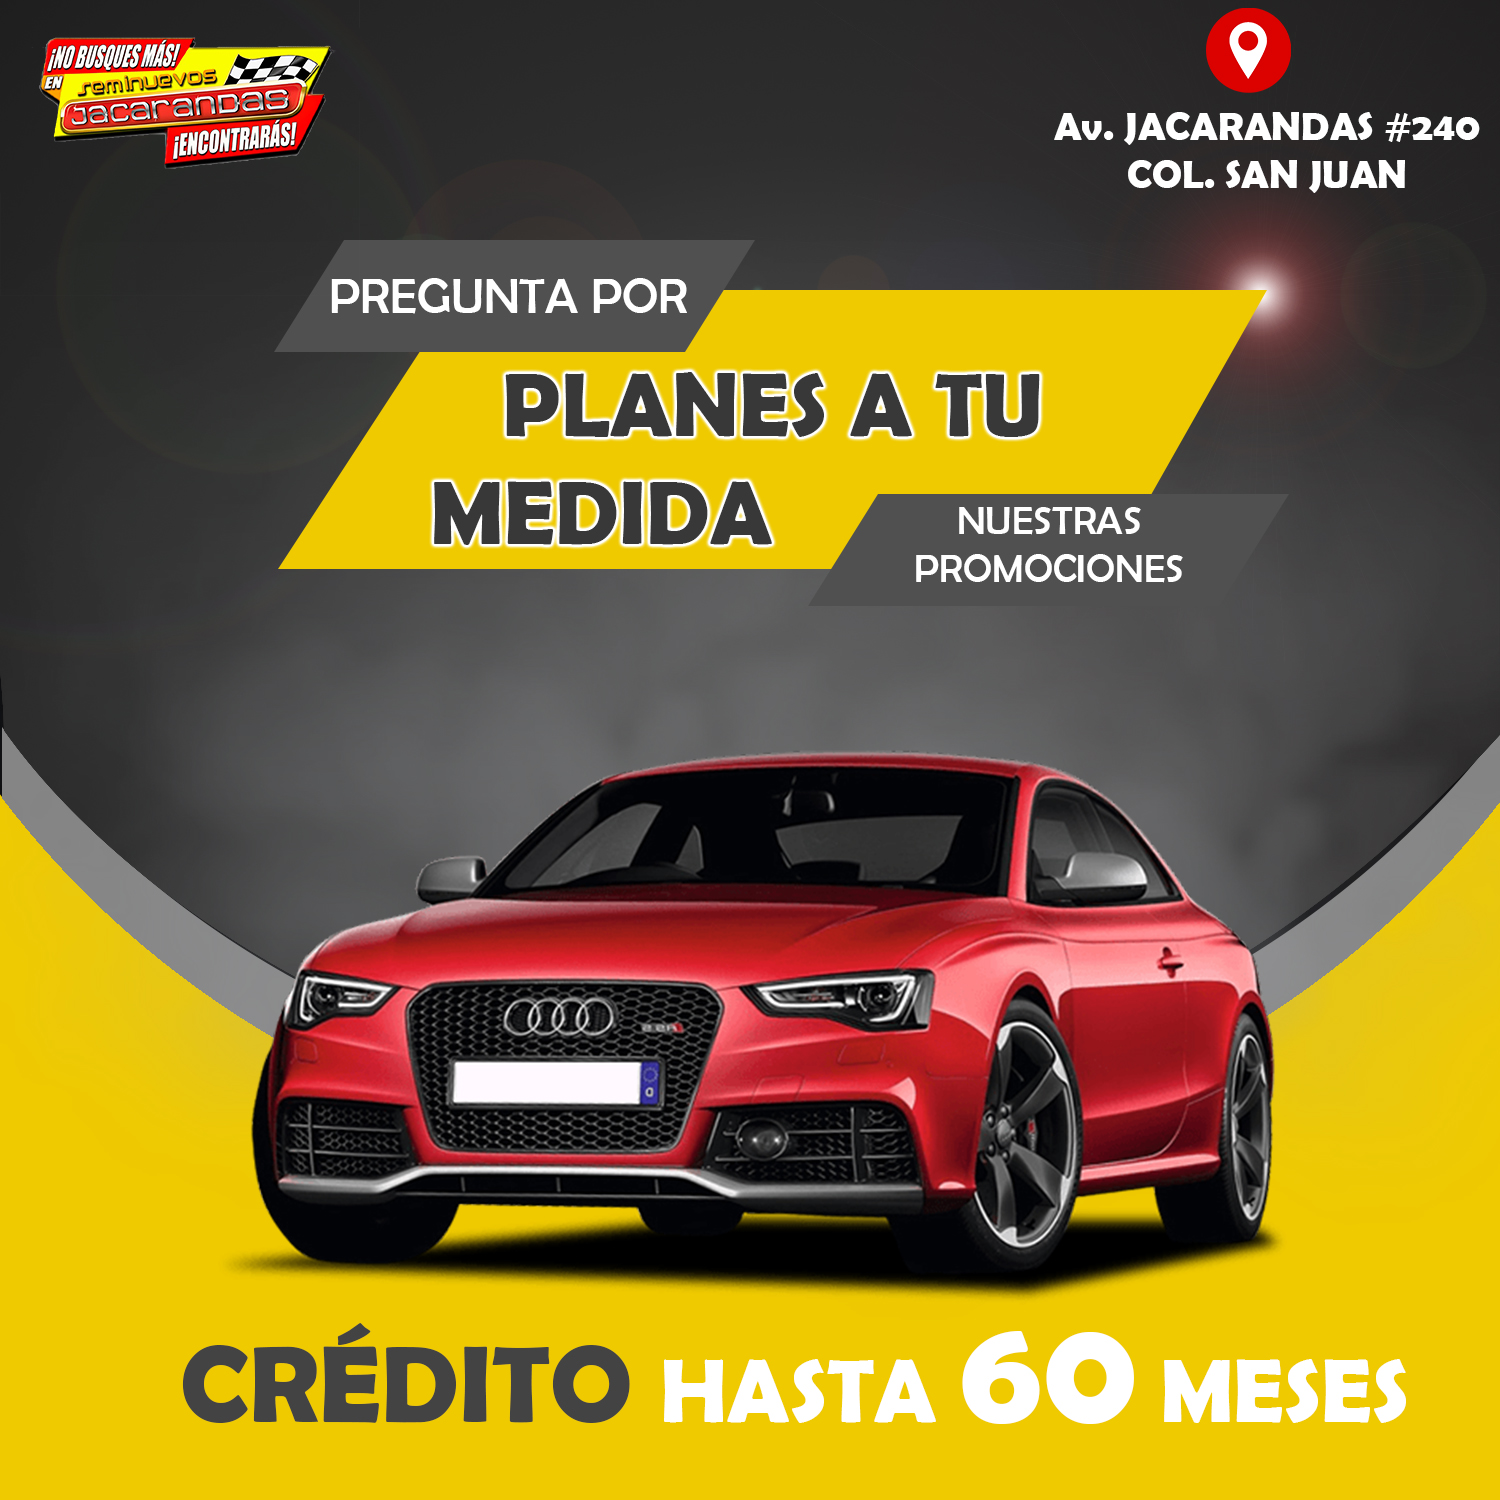 ¡NO BUSQUES MÁS!
EN seminuevos
Jacarandas
¡ENCONTRARÁS!
Av. JACARANDAS #240
COL. SAN JUAN
PREGUNTA POR
PLANES A TU
MEDIDA
NUESTRAS
PROMOCIONES
CRÉDITO HASTA 60 MESES